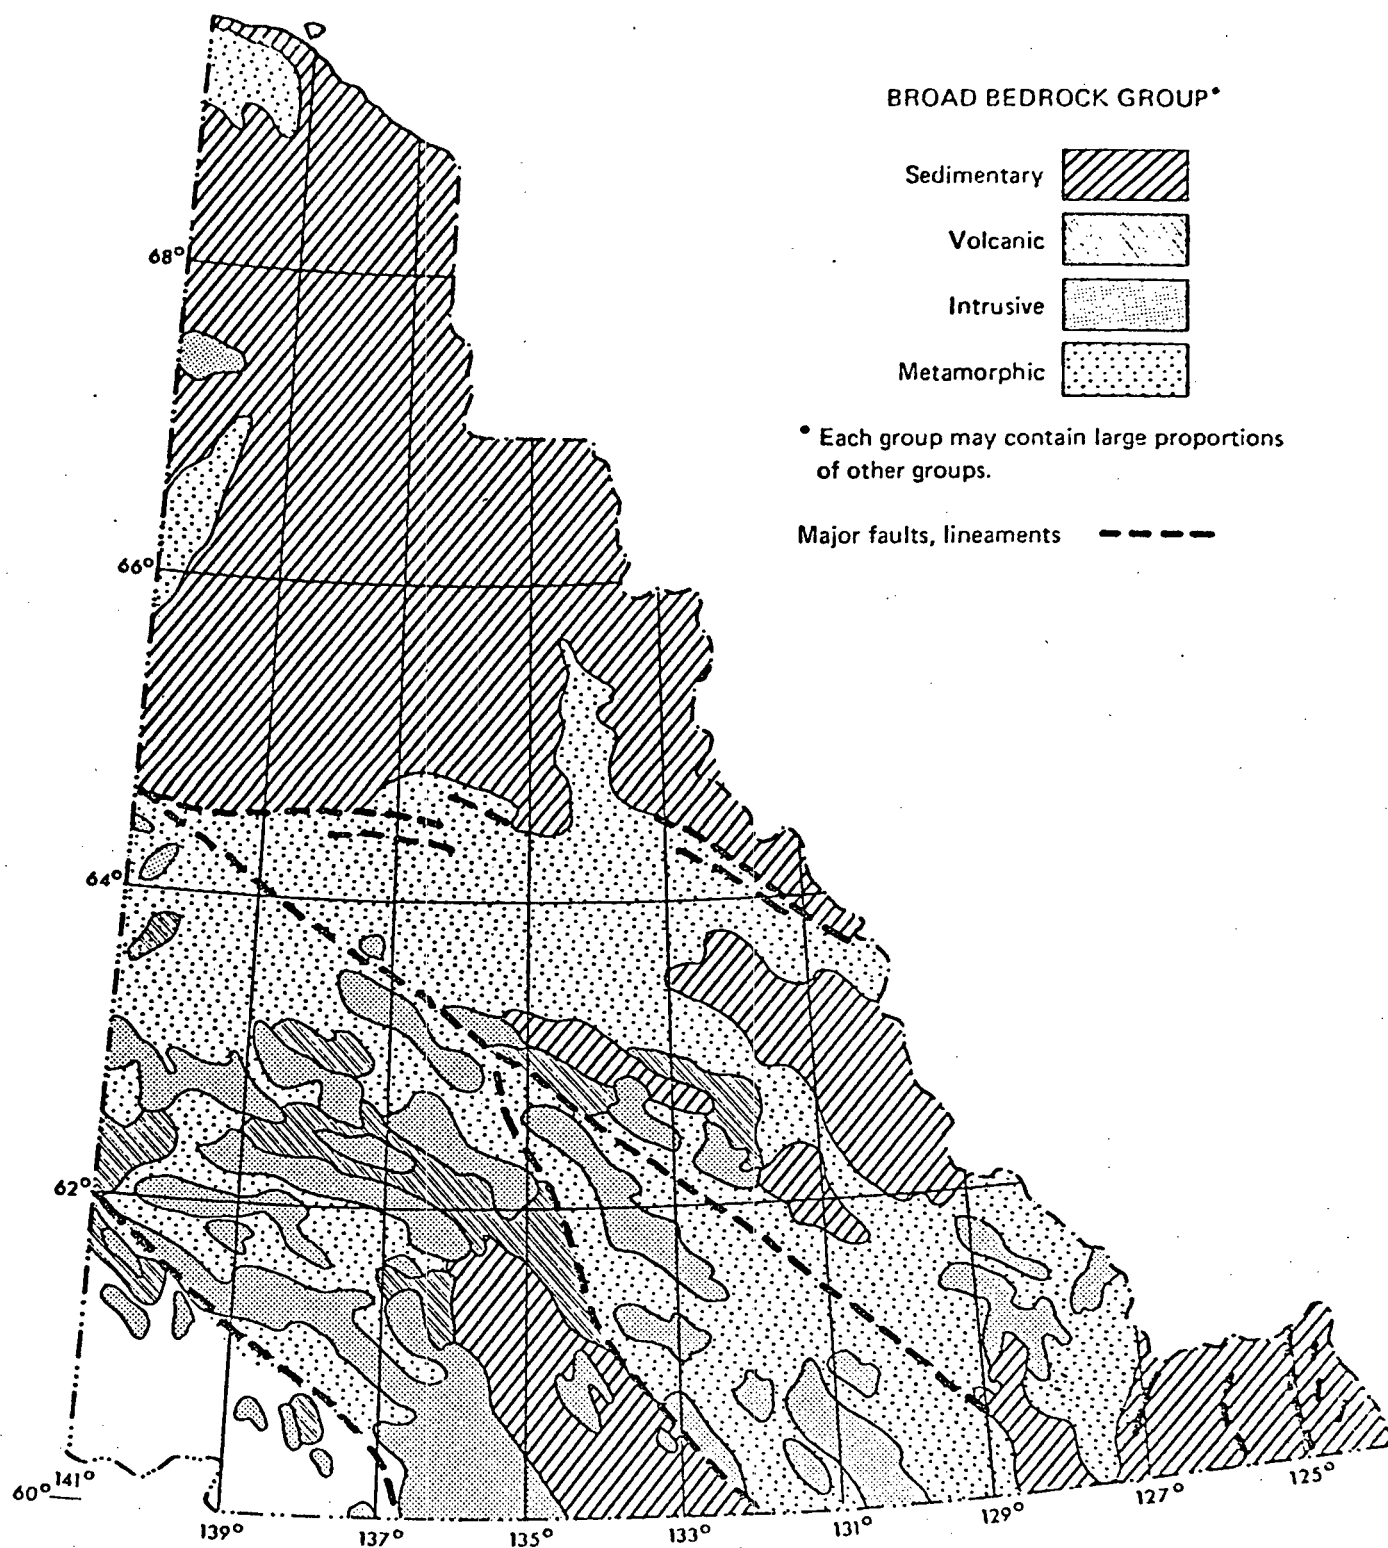 BROAD BEDROCK GROUP*
Sedimentary
Volcanic
Intrusive
Metamorphic
* Each group may contain large proportions
of other groups.
Major faults, lineaments
68°
66°
64°
62°
60°
141°
139°
137°
135°
133°
131°
129°
127°
125°